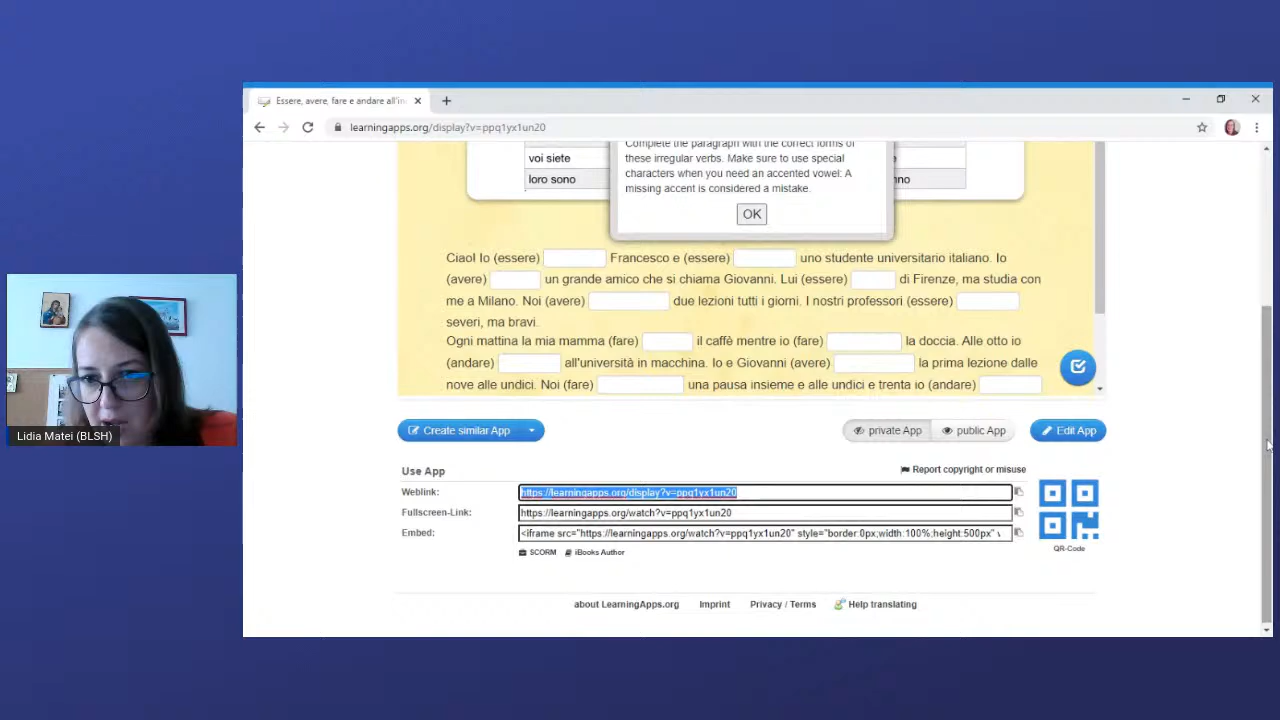 Essere, avere, fare e andare all'in
learningapps.org/display?v=ppq1yx1un20
Complete the paragraph with the correct forms of
voi siete
these irregular verbs. Make sure to use special
characters when you need an accented vowel: A
loro sono
missing accent is considered a mistake.
OK
Ciao! Io (essere) Francesco e (essere) uno studente universitario italiano. Io
(avere) un grande amico che si chiama Giovanni. Lui (essere) di Firenze, ma studia con
me a Milano. Noi (avere) due lezioni tutti i giorni. I nostri professori (essere)
severi, ma bravi.
Ogni mattina la mia mamma (fare) il caffè mentre io (fare) la doccia. Alle otto io
(andare) all'università in macchina. Io e Giovanni (avere) la prima lezione dalle
nove alle undici. Noi (fare) una pausa insieme e alle undici e trenta io (andare)
Create similar App private App public App Edit App
Use App Report copyright or misuse
Weblink: https://learningapps.org/display?v=ppq1yx1un20
Fullscreen-Link: https://learningapps.org/watch?v=ppq1yx1un20
Embed: <iframe src="https://learningapps.org/watch?v=ppq1yx1un20" style="border:0px;width:100%;height:500px"
SCORM iBooks Author
QR-Code
about LearningApps.org Imprint Privacy / Terms Help translating
Lidia Matei (BLSH)